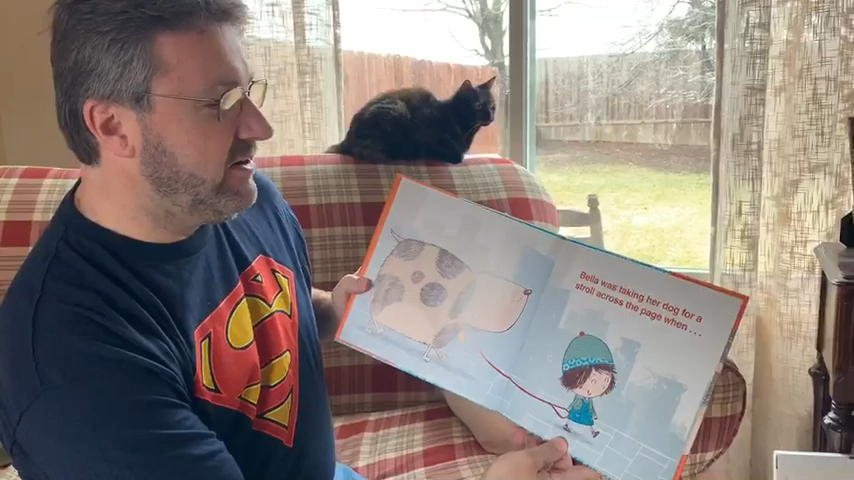 Bella was taking her dog for a
stroll across the page when . . .